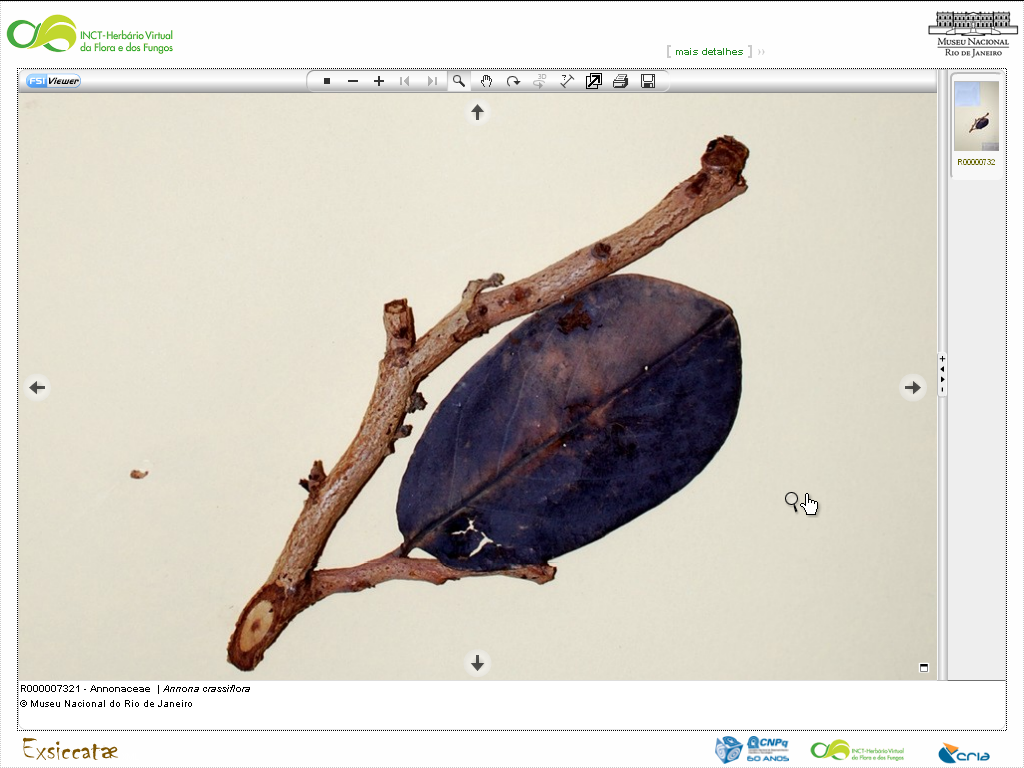 INCT-Herbário Virtual
da Flora e dos Fungos
[ mais detalhes ] ››
MUSEU NACIONAL
RIO DE JANEIRO
FSI Viewer
3D
R00000732
R000007321 - Annonaceae | Annona crassiflora
© Museu Nacional do Rio de Janeiro
Exsiccatæ
CNPq
60 ANOS
INCT-Herbário Virtual
da Flora e dos Fungos
cria